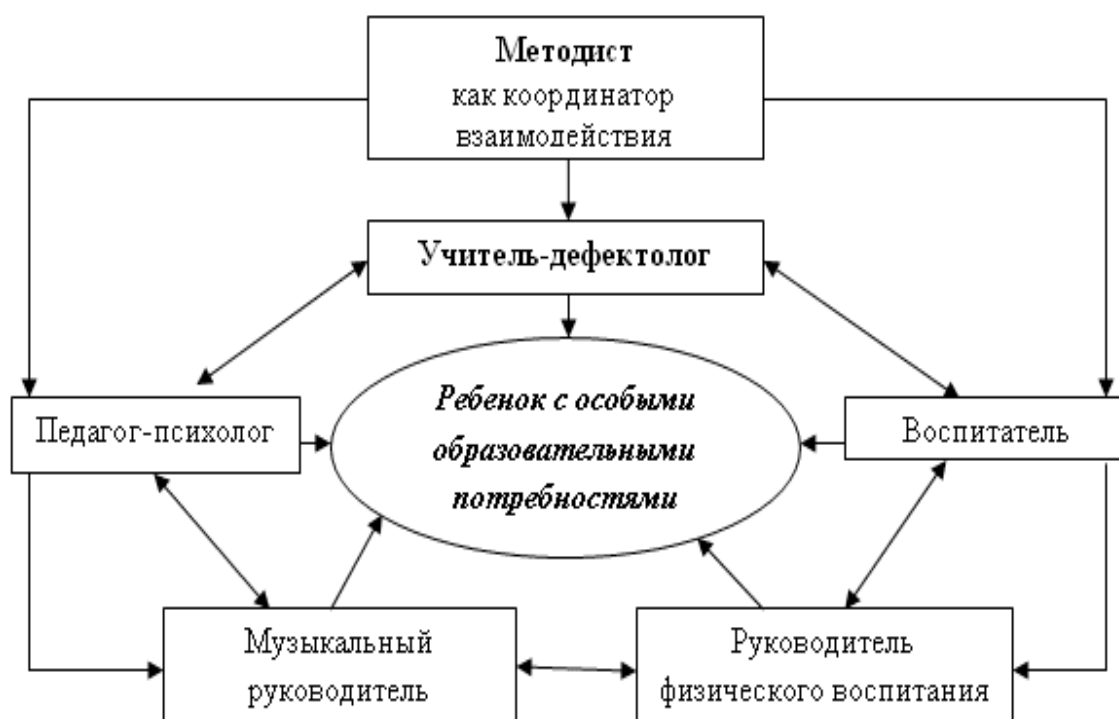 Методист
как координатор
взаимодействия
Учитель-дефектолог
Педагог-психолог
Ребенок с особыми
образовательными
потребностями
Воспитатель
Музыкальный
руководитель
Руководитель
физического воспитания